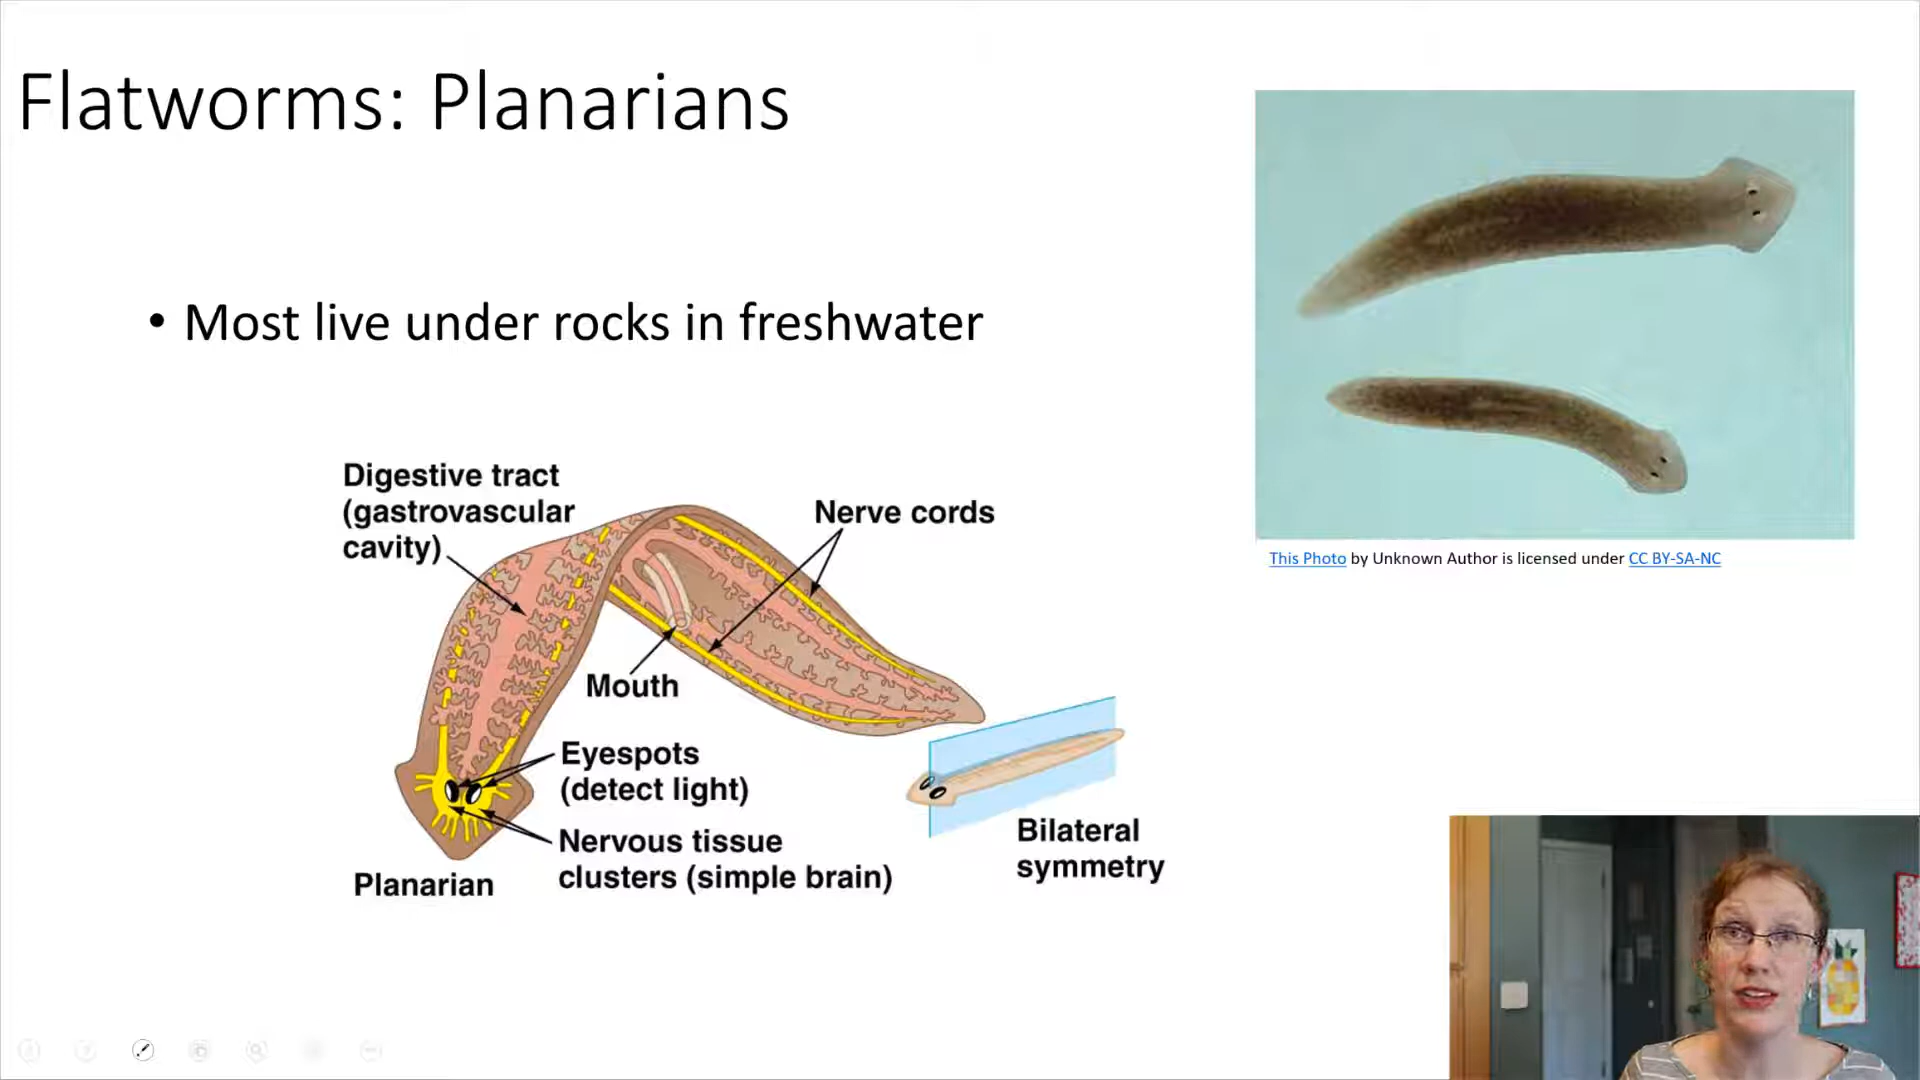 Flatworms: Planarians
• Most live under rocks in freshwater
This Photo by Unknown Author is licensed under CC BY-SA-NC
Digestive tract
(gastrovascular
cavity)
Nerve cords
Mouth
Eyespots
(detect light)
Nervous tissue
clusters (simple brain)
Planarian
Bilateral
symmetry